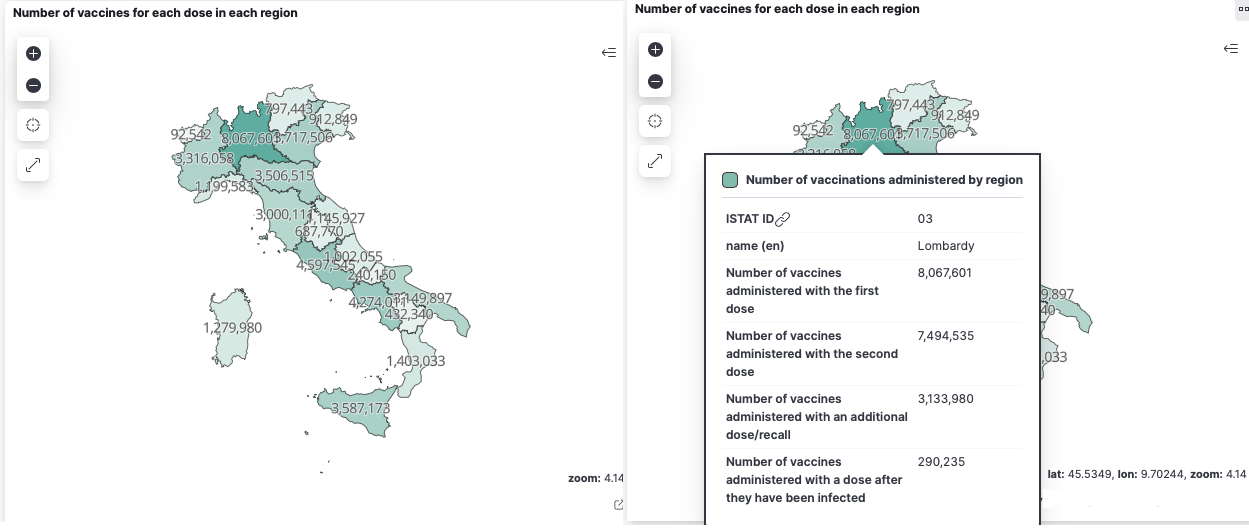 Number of vaccines for each dose in each region
797,443
912,849
92,542
8,067,601
3,717,506
3,316,058
3,506,515
1,199,583
3,000,111
1,145,927
687,770
1,002,055
4,597,545
240,150
4,274,011
3,149,897
432,340
1,279,980
1,403,033
3,587,173
zoom: 4.14
Number of vaccines for each dose in each region
797,443
912,849
92,542
8,067,601
3,717,506
Number of vaccinations administered by region
ISTAT ID 03
name (en) Lombardy
Number of vaccines 8,067,601
administered with the first
dose
Number of vaccines 7,494,535
administered with the second
dose
Number of vaccines 3,133,980
administered with an additional
dose/recall
Number of vaccines 290,235
administered with a dose after
they have been infected
9,897
40
,033
lat: 45.5349, lon: 9.70244, zoom: 4.14